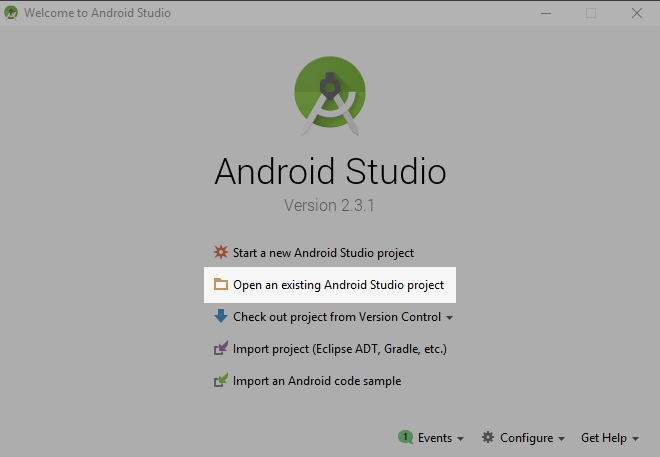 Welcome to Android Studio
Android Studio
Version 2.3.1
Start a new Android Studio project
Open an existing Android Studio project
Check out project from Version Control
Import project (Eclipse ADT, Gradle, etc.)
Import an Android code sample
1 Events Configure Get Help